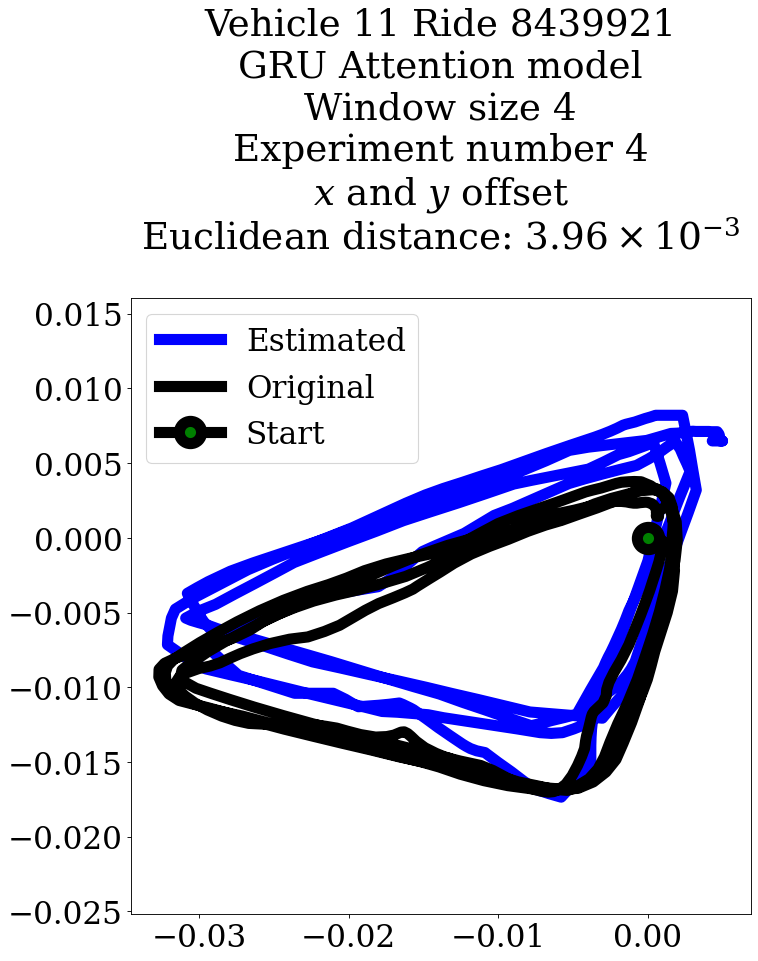 Vehicle 11 Ride 8439921
GRU Attention model
Window size 4
Experiment number 4
x and y offset
Euclidean distance: 3.96 × 10⁻³
Estimated
Original
Start
0.015
0.010
0.005
0.000
−0.005
−0.010
−0.015
−0.020
−0.025
−0.03 −0.02 −0.01 0.00